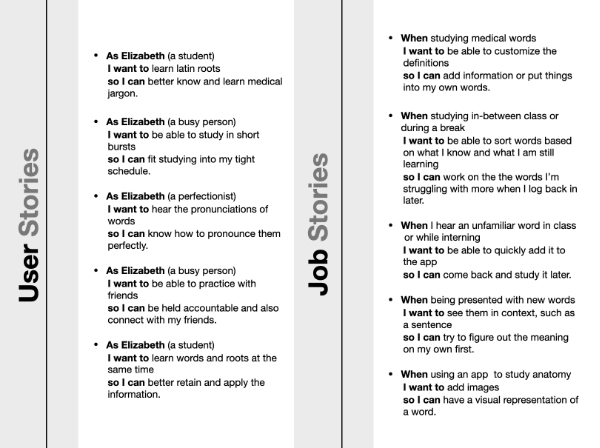 User Stories
• As Elizabeth (a student)
I want to learn latin roots
so I can better know and learn medical
jargon.
• As Elizabeth (a busy person)
I want to be able to study in short
bursts
so I can fit studying into my tight
schedule.
• As Elizabeth (a perfectionist)
I want to hear the pronunciations of
words
so I can know how to pronounce them
perfectly.
• As Elizabeth (a busy person)
I want to be able to practice with
friends
so I can be held accountable and also
connect with my friends.
• As Elizabeth (a student)
I want to learn words and roots at the
same time
so I can better retain and apply the
information.
Job Stories
• When studying medical words
I want to be able to customize the
definitions
so I can add information or put things
into my own words.
• When studying in-between class or
during a break
I want to be able to sort words based
on what I know and what I am still
learning
so I can work on the the words I'm
struggling with more when I log back in
later.
• When I hear an unfamiliar word in class
or while interning
I want to be able to quickly add it to
the app
so I can come back and study it later.
• When being presented with new words
I want to see them in context, such as
a sentence
so I can try to figure out the meaning
on my own first.
• When using an app to study anatomy
I want to add images
so I can have a visual representation of
a word.